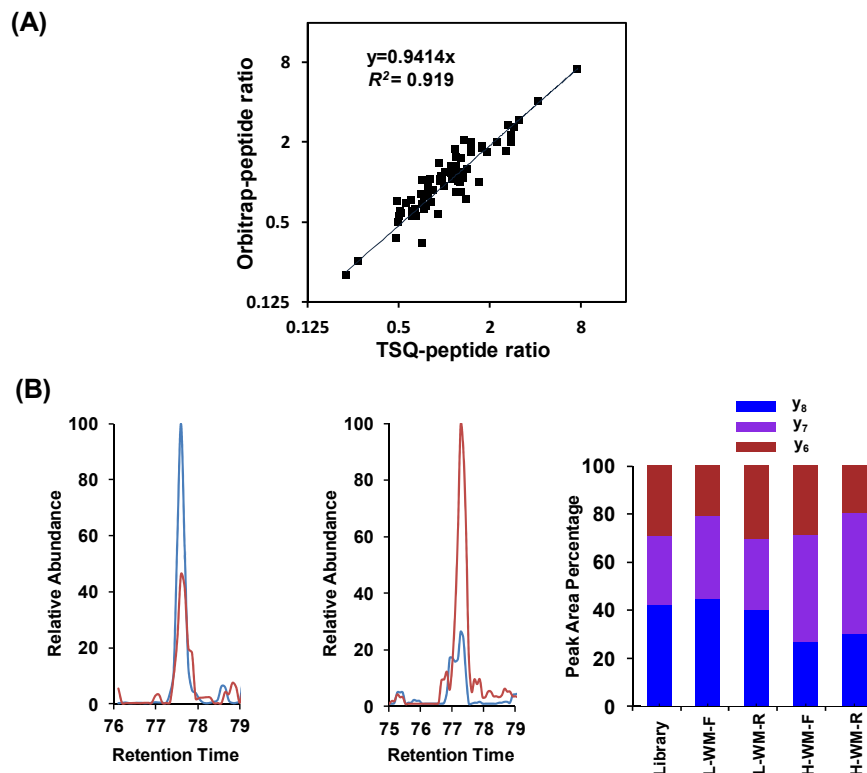 (A)
y=0.9414x
R²= 0.919
Orbitrap-peptide ratio
8
2
0.5
0.125
0.125 0.5 2 8
TSQ-peptide ratio
(B)
Relative Abundance
100
80
60
40
20
0
76 77 78 79
Retention Time
Relative Abundance
100
80
60
40
20
0
75 76 77 78 79
Retention Time
y₈
y₇
y₆
Peak Area Percentage
100
80
60
40
20
0
Library
L-WM-F
L-WM-R
H-WM-F
H-WM-R